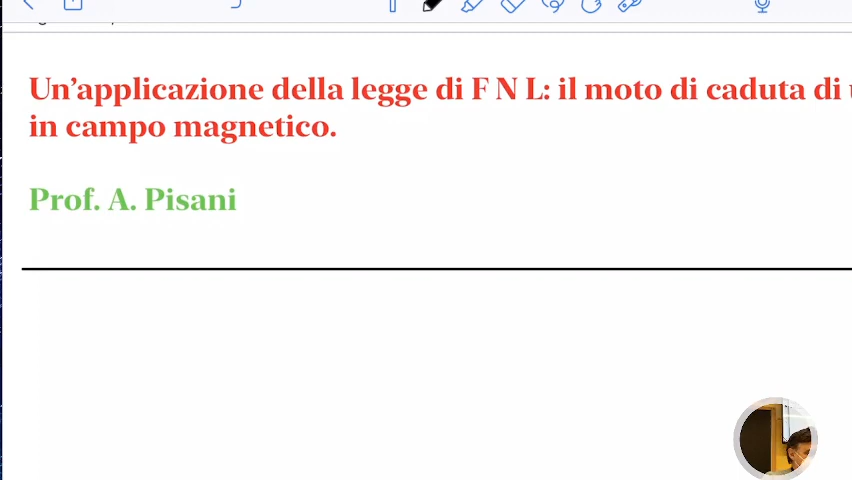 Un'applicazione della legge di F N L: il moto di caduta di
in campo magnetico.
Prof. A. Pisani